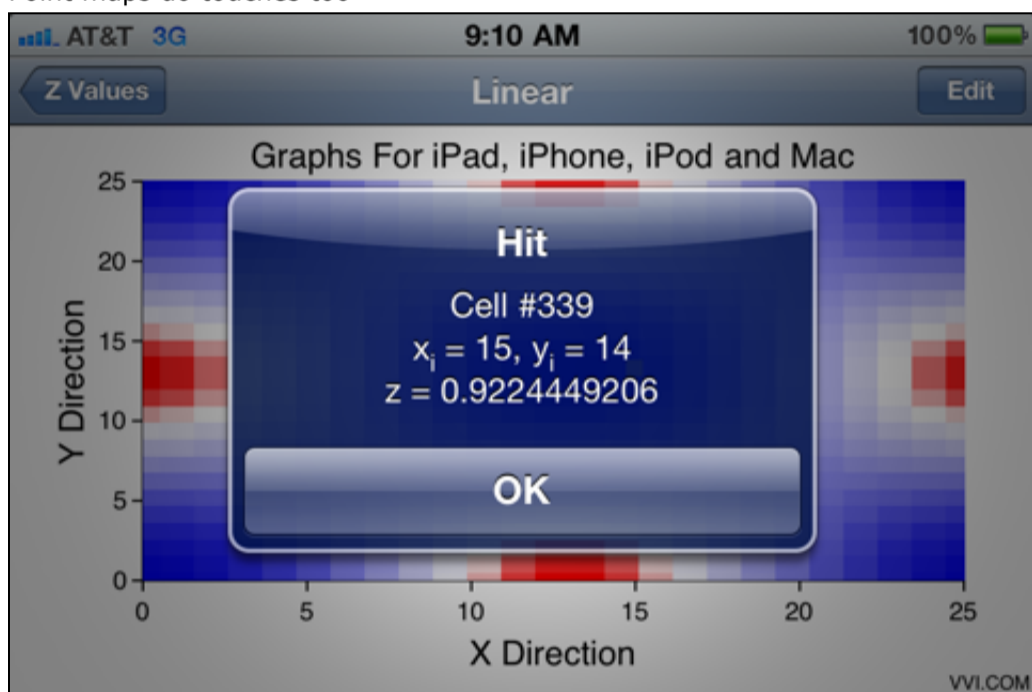 AT&T 3G 9:10 AM 100%
Z Values Linear Edit
Graphs For iPad, iPhone, iPod and Mac
25
20
15
10
5
0
Y Direction
Hit
Cell #339
xᵢ = 15, yᵢ = 14
z = 0.9224449206
OK
0 5 10 15 20 25
X Direction
VVI.COM